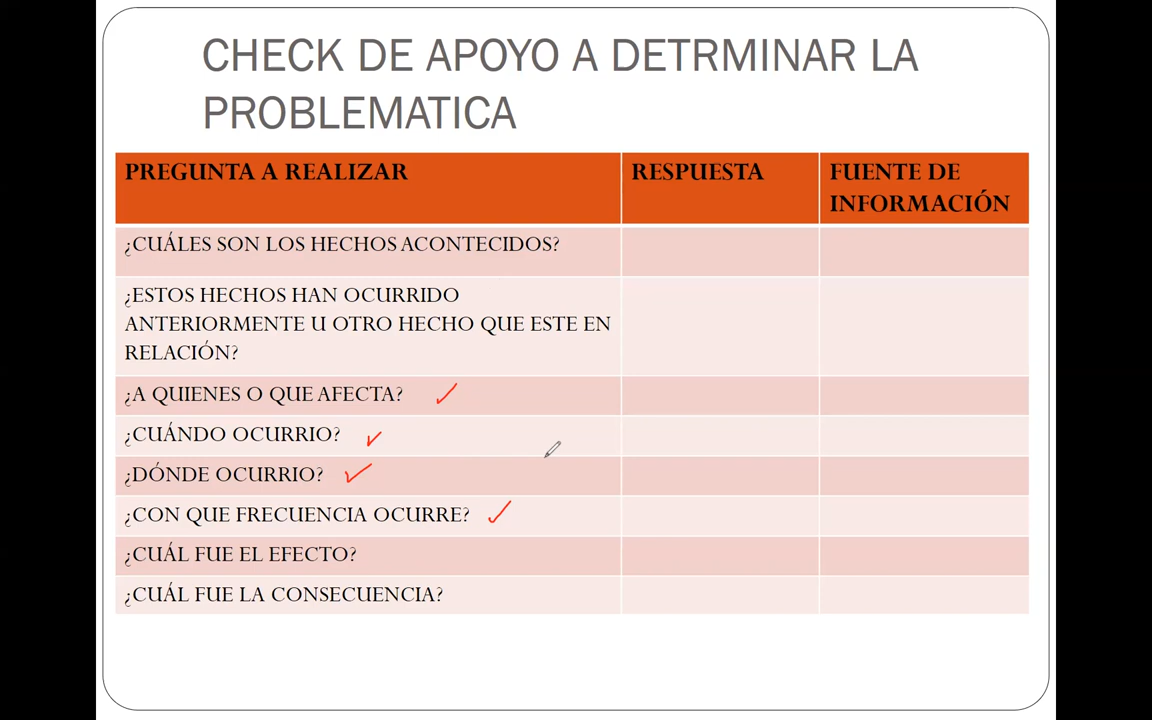 CHECK DE APOYO A DETRMINAR LA
PROBLEMATICA
PREGUNTA A REALIZAR
RESPUESTA
FUENTE DE
INFORMACIÓN
¿CUÁLES SON LOS HECHOS ACONTECIDOS?
¿ESTOS HECHOS HAN OCURRIDO
ANTERIORMENTE U OTRO HECHO QUE ESTE EN
RELACIÓN?
¿A QUIENES O QUE AFECTA?
¿CUÁNDO OCURRIO?
¿DÓNDE OCURRIO?
¿CON QUE FRECUENCIA OCURRE?
¿CUÁL FUE EL EFECTO?
¿CUÁL FUE LA CONSECUENCIA?